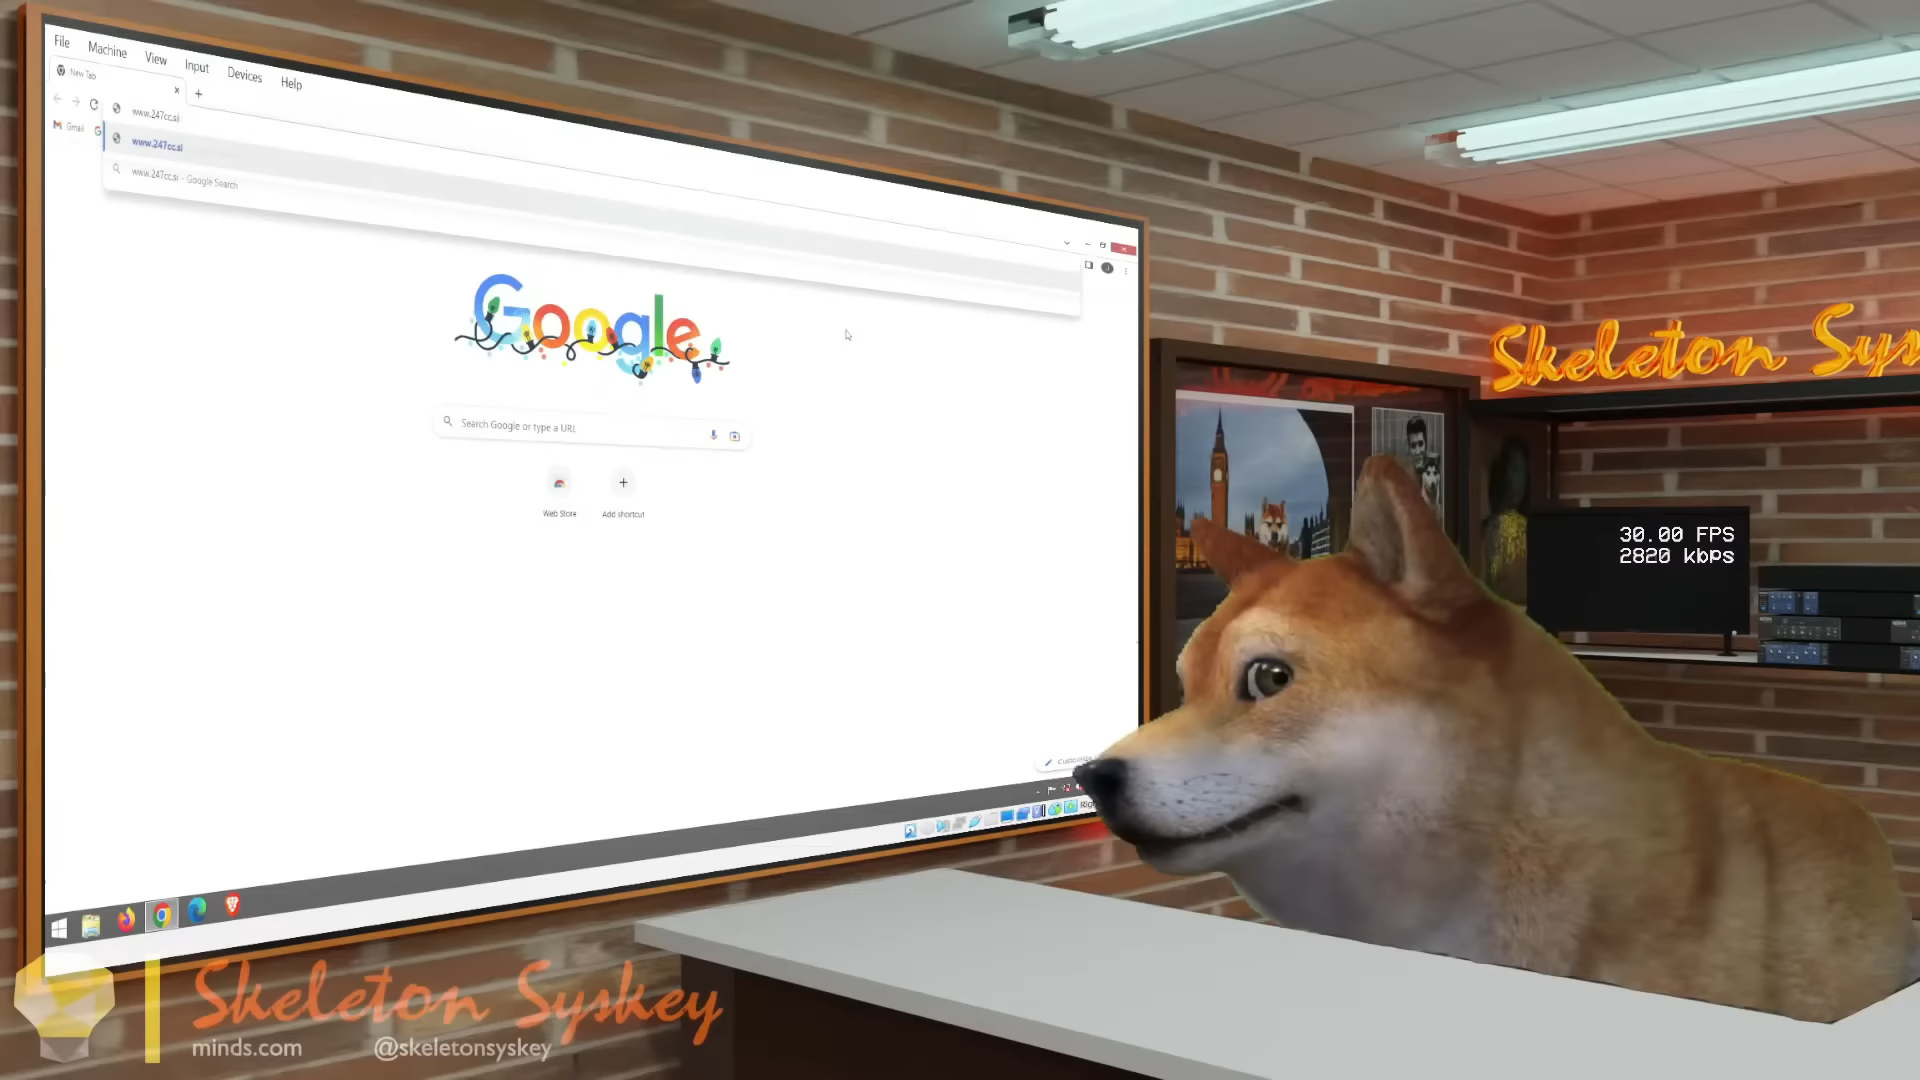 File Machine View Input Devices Help
New Tab
www.247cc.si
Gmail
www.247cc.si
www.247cc.si - Google Search
Google
Search Google or type a URL
Web Store
Add shortcut
Skeleton Sys
30.00 FPS
2820 kbps
Skeleton Syskey
minds.com @skeletonsyskey